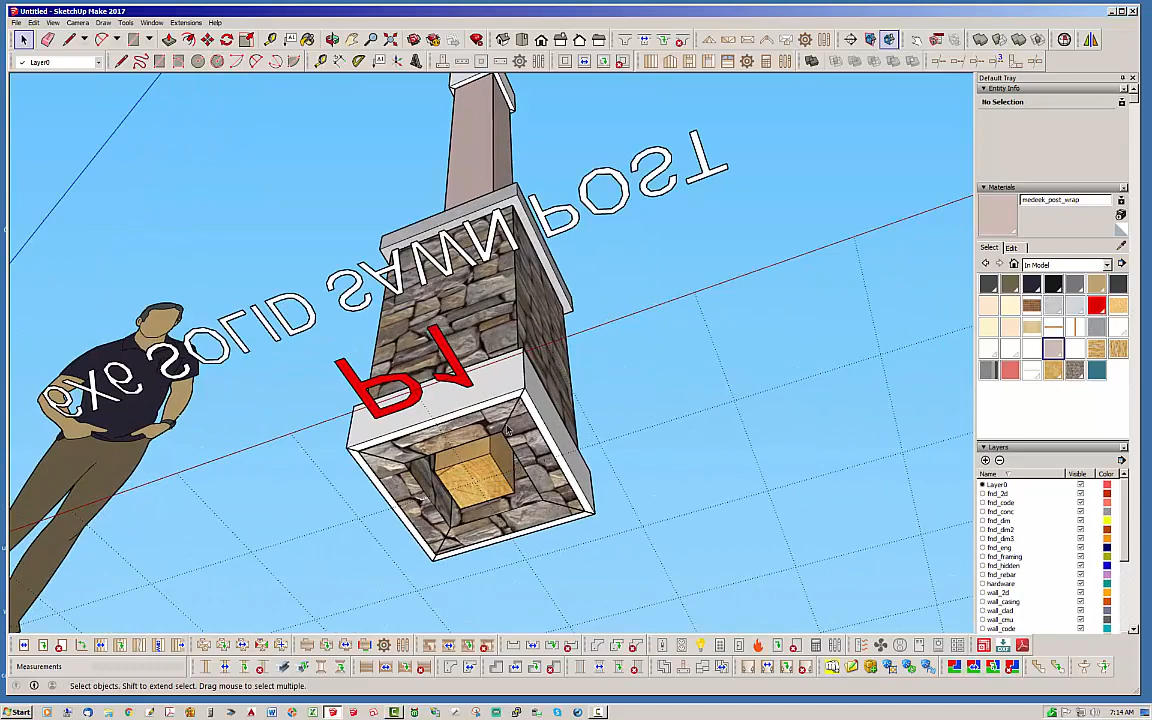 Untitled - SketchUp Make 2017
File Edit View Camera Draw Tools Window Extensions Help
Layer0
Default Tray
Entity Info
No Selection
Materials
medeek_post_wrap
Select Edit
In Model
Layers
Name Visible Color
Layer0
fnd_2d
fnd_code
fnd_conc
fnd_dim
fnd_dim2
fnd_dim3
fnd_eng
fnd_framing
fnd_hidden
fnd_rebar
hardware
wall_2d
wall_casing
wall_clad
wall_cmu
wall_code
6X6 SOLID SAWN POST
P1
Measurements
Select objects. Shift to extend select. Drag mouse to select multiple.
Start
7:14 AM